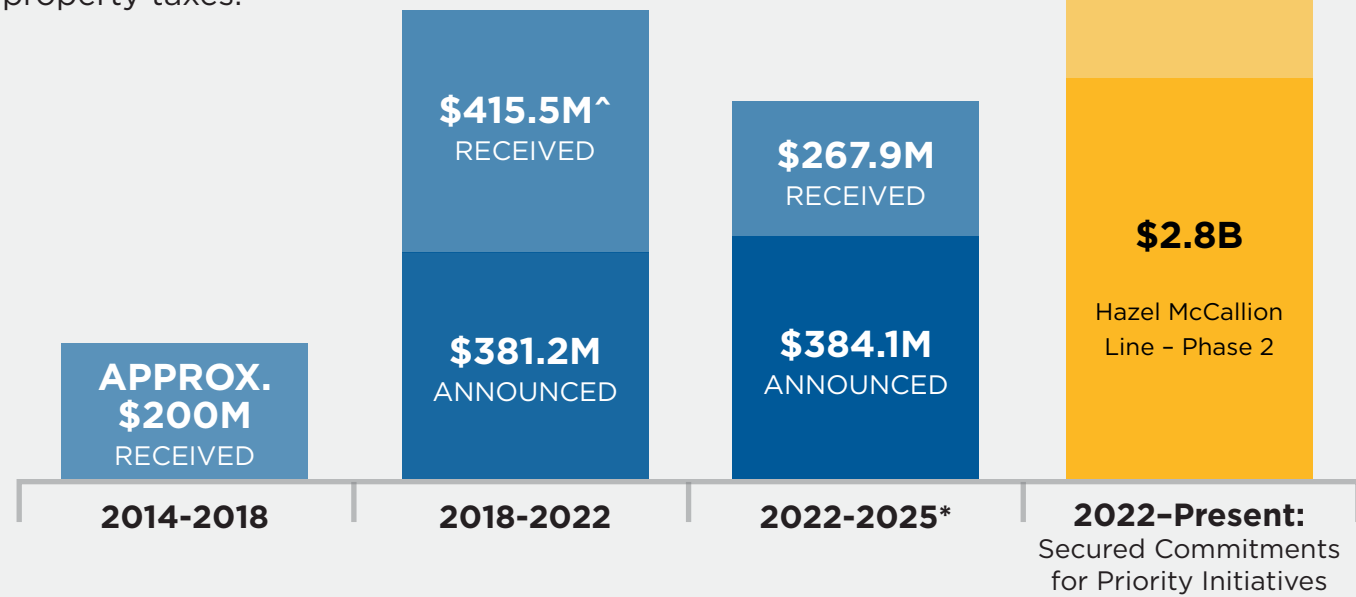 property taxes.
$415.5M^
RECEIVED
$381.2M
ANNOUNCED
$267.9M
RECEIVED
$384.1M
ANNOUNCED
$2.8B
Hazel McCallion
Line – Phase 2
APPROX.
$200M
RECEIVED
2014-2018
2018-2022
2022-2025*
2022–Present:
Secured Commitments
for Priority Initiatives